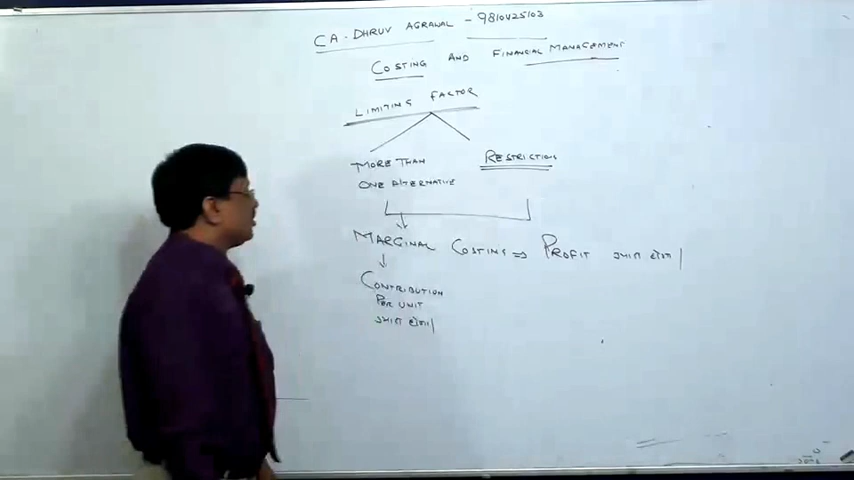 CA. DHRUV AGRAWAL - 9810425103
COSTING AND FINANCIAL MANAGEMENT
LIMITING FACTOR
MORE THAN
ONE ALTERNATIVE
RESTRICTION
MARGINAL COSTING ⇒ PROFIT
CONTRIBUTION
PER UNIT